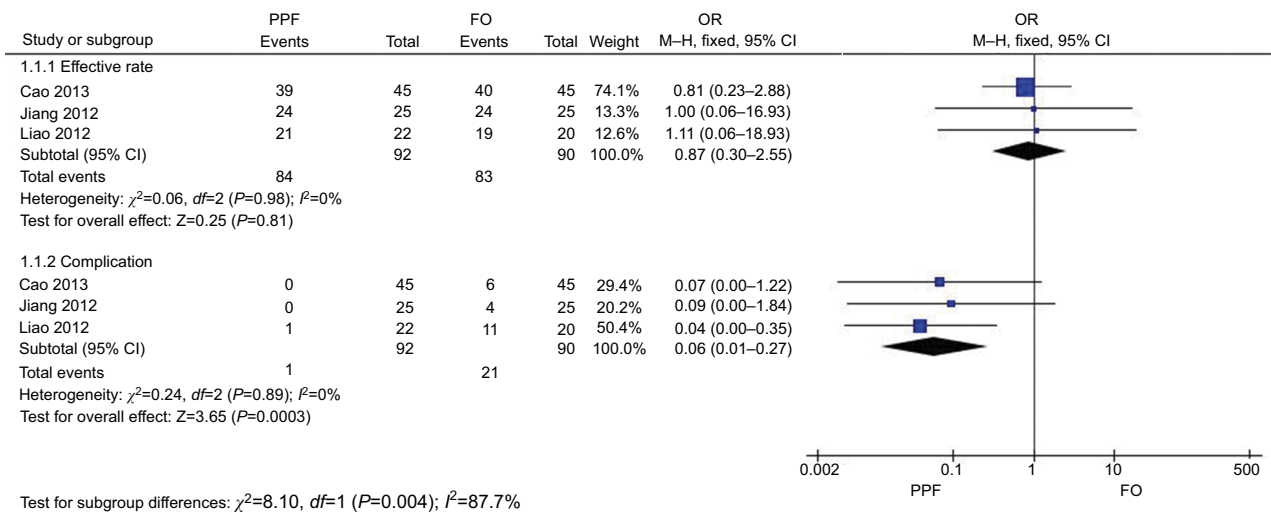 PPF FO OR OR
Study or subgroup Events Total Events Total Weight M–H, fixed, 95% CI M–H, fixed, 95% CI
1.1.1 Effective rate
Cao 2013 39 45 40 45 74.1% 0.81 (0.23–2.88)
Jiang 2012 24 25 24 25 13.3% 1.00 (0.06–16.93)
Liao 2012 21 22 19 20 12.6% 1.11 (0.06–18.93)
Subtotal (95% CI) 92 90 100.0% 0.87 (0.30–2.55)
Total events 84 83
Heterogeneity: χ²=0.06, df=2 (P=0.98); I²=0%
Test for overall effect: Z=0.25 (P=0.81)
1.1.2 Complication
Cao 2013 0 45 6 45 29.4% 0.07 (0.00–1.22)
Jiang 2012 0 25 4 25 20.2% 0.09 (0.00–1.84)
Liao 2012 1 22 11 20 50.4% 0.04 (0.00–0.35)
Subtotal (95% CI) 92 90 100.0% 0.06 (0.01–0.27)
Total events 1 21
Heterogeneity: χ²=0.24, df=2 (P=0.89); I²=0%
Test for overall effect: Z=3.65 (P=0.0003)
0.002 0.1 1 10 500
PPF FO
Test for subgroup differences: χ²=8.10, df=1 (P=0.004); I²=87.7%